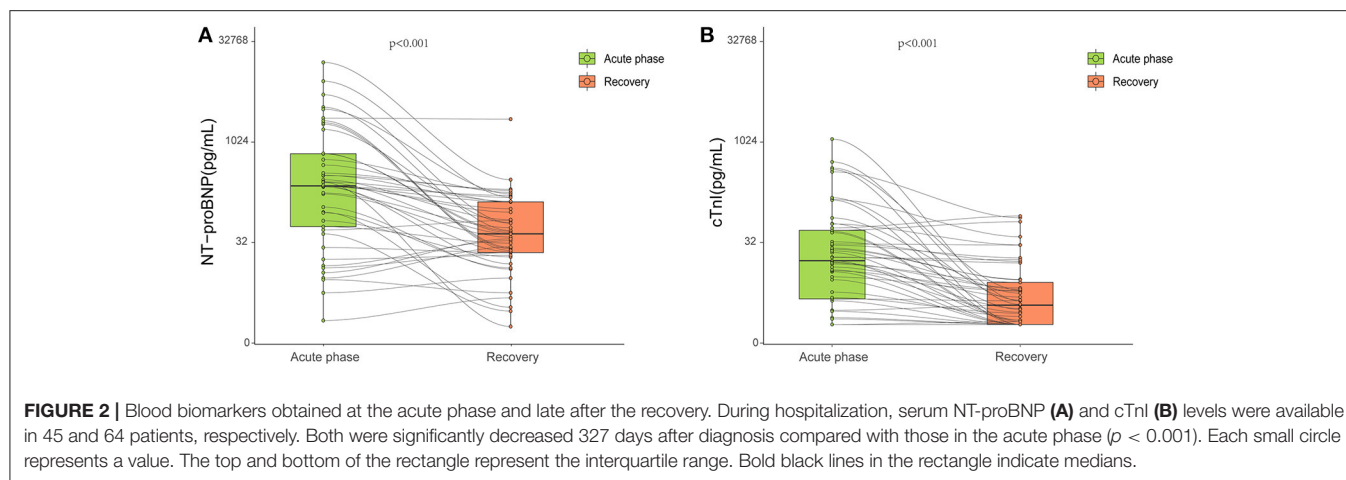 A
32768
p<0.001
Acute phase
Recovery
1024
NT-proBNP(pg/mL)
32
0
Acute phase
Recovery
B
32768
p<0.001
Acute phase
Recovery
1024
cTnI(pg/mL)
32
0
Acute phase
Recovery
FIGURE 2 | Blood biomarkers obtained at the acute phase and late after the recovery. During hospitalization, serum NT-proBNP (A) and cTnI (B) levels were available
in 45 and 64 patients, respectively. Both were significantly decreased 327 days after diagnosis compared with those in the acute phase (p < 0.001). Each small circle
represents a value. The top and bottom of the rectangle represent the interquartile range. Bold black lines in the rectangle indicate medians.